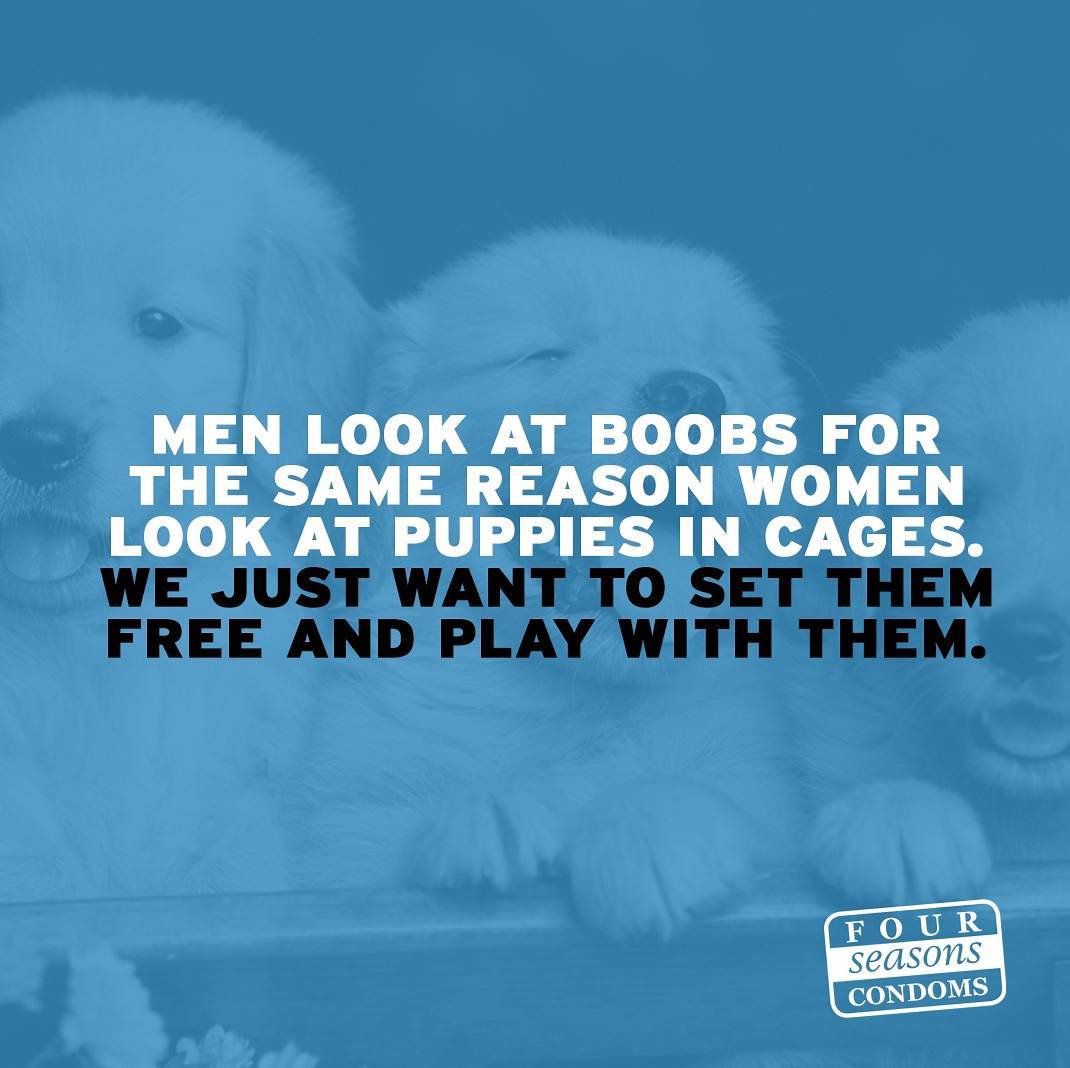 MEN LOOK AT BOOBS FOR
THE SAME REASON WOMEN
LOOK AT PUPPIES IN CAGES.
WE JUST WANT TO SET THEM
FREE AND PLAY WITH THEM.
FOUR
seasons
CONDOMS